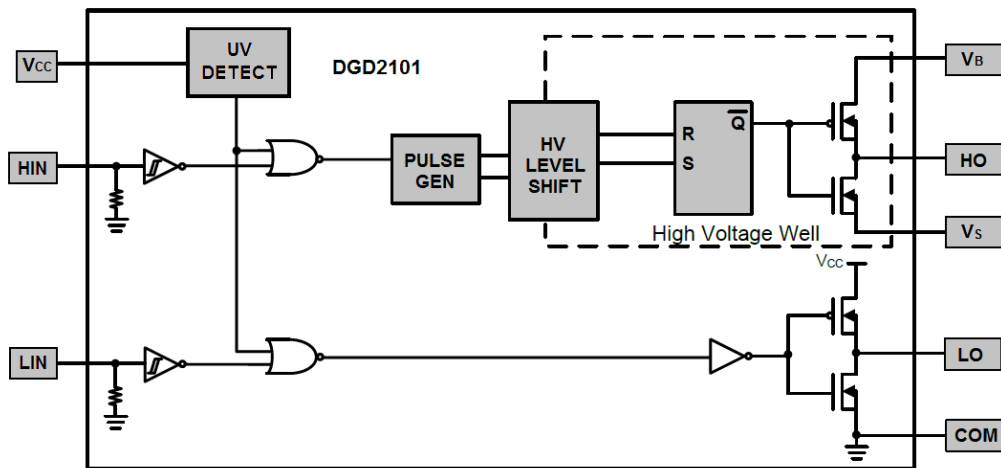 UV
DETECT
DGD2101
VCC
VB
HIN
PULSE
GEN
HV
LEVEL
SHIFT
R
S
Q̅
HO
VS
High Voltage Well
VCC
LIN
LO
COM